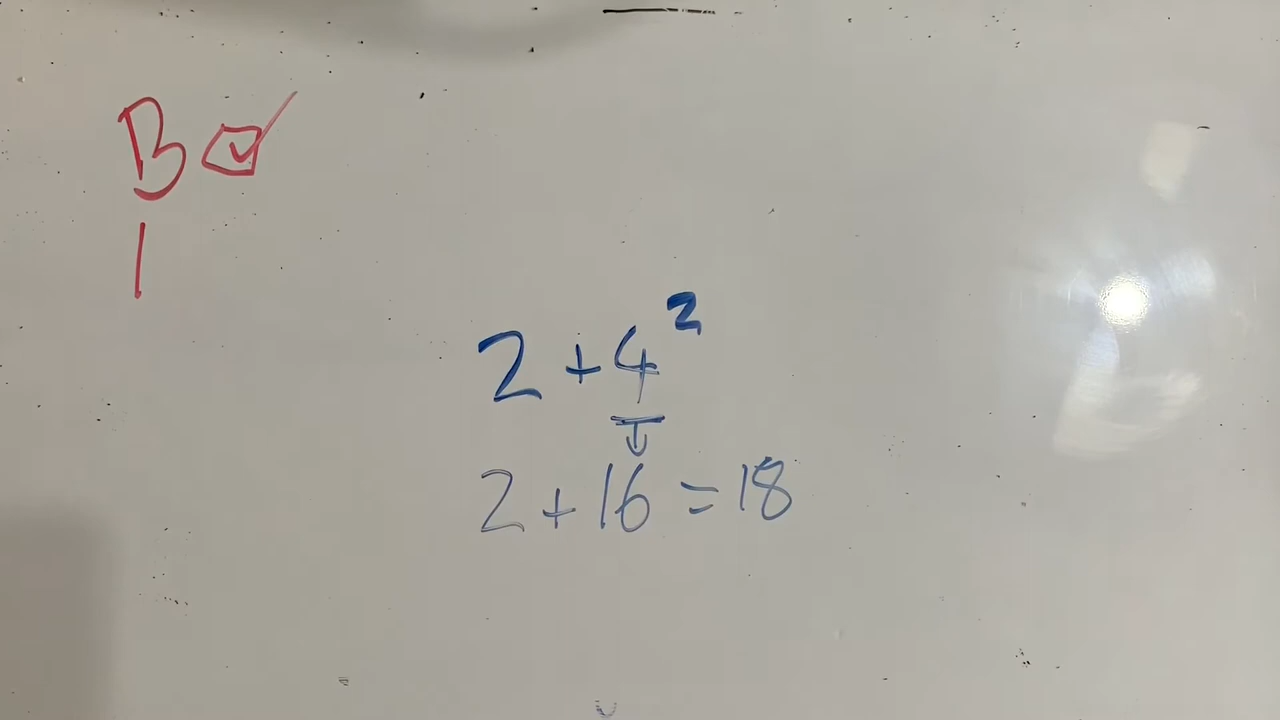 B ☑
I
2 + 4²
↓
2 + 16 = 18